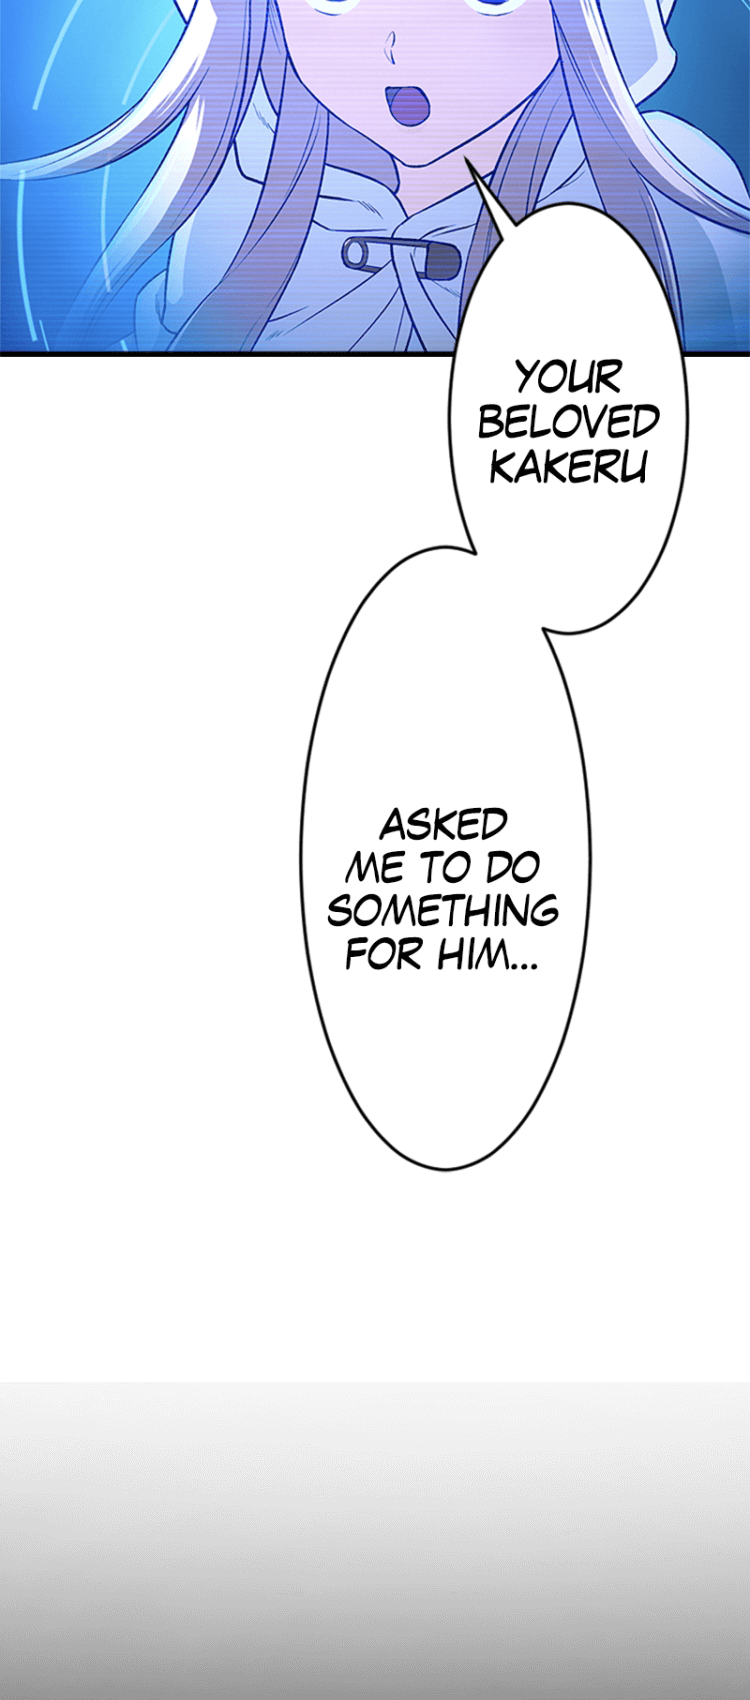 YOUR
BELOVED
KAKERU
ASKED
ME TO DO
SOMETHING
FOR HIM...